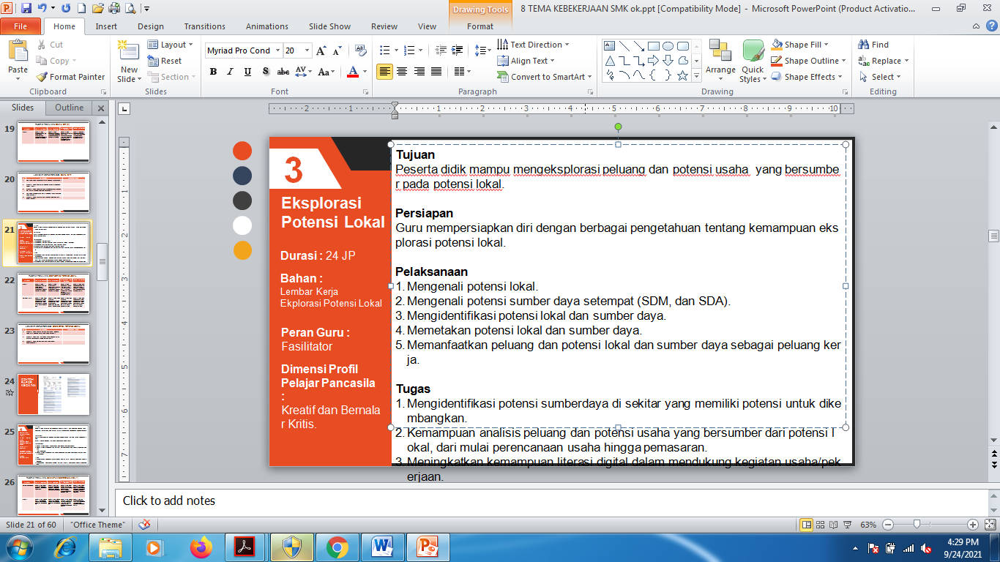 8 TEMA KEBEKERJAAN SMK ok.ppt [Compatibility Mode] - Microsoft PowerPoint (Product Activatio...
Drawing Tools
File Home Insert Design Transitions Animations Slide Show Review View Format
Paste
Cut
Copy
Format Painter
Clipboard
New Slide
Layout
Reset
Section
Slides
Myriad Pro Cond 20
Font
Text Direction
Align Text
Convert to SmartArt
Paragraph
Arrange
Quick Styles
Shape Fill
Shape Outline
Shape Effects
Drawing
Find
Replace
Select
Editing
Slides Outline
19
20
21
22
23
24
25
26
3
Eksplorasi
Potensi Lokal
Durasi : 24 JP
Bahan :
Lembar Kerja
Ekplorasi Potensi Lokal
Peran Guru :
Fasilitator
Dimensi Profil
Pelajar Pancasila
:
Kreatif dan Bernala
r Kritis.
Tujuan
Peserta didik mampu mengeksplorasi peluang dan potensi usaha yang bersumbe
r pada potensi lokal.
Persiapan
Guru mempersiapkan diri dengan berbagai pengetahuan tentang kemampuan eks
plorasi potensi lokal.
Pelaksanaan
1. Mengenali potensi lokal.
2. Mengenali potensi sumber daya setempat (SDM, dan SDA).
3. Mengidentifikasi potensi lokal dan sumber daya.
4. Memetakan potensi lokal dan sumber daya.
5. Memanfaatkan peluang dan potensi lokal dan sumber daya sebagai peluang ker
ja.
Tugas
1. Mengidentifikasi potensi sumberdaya di sekitar yang memiliki potensi untuk dike
mbangkan.
2. Kemampuan analisis peluang dan potensi usaha yang bersumber dari potensi l
okal, dari mulai perencanaan usaha hingga pemasaran.
3. Meningkatkan kemampuan literasi digital dalam mendukung kegiatan usaha/pek
erjaan.
Click to add notes
Slide 21 of 60 "Office Theme" 63%
4:29 PM
9/24/2021